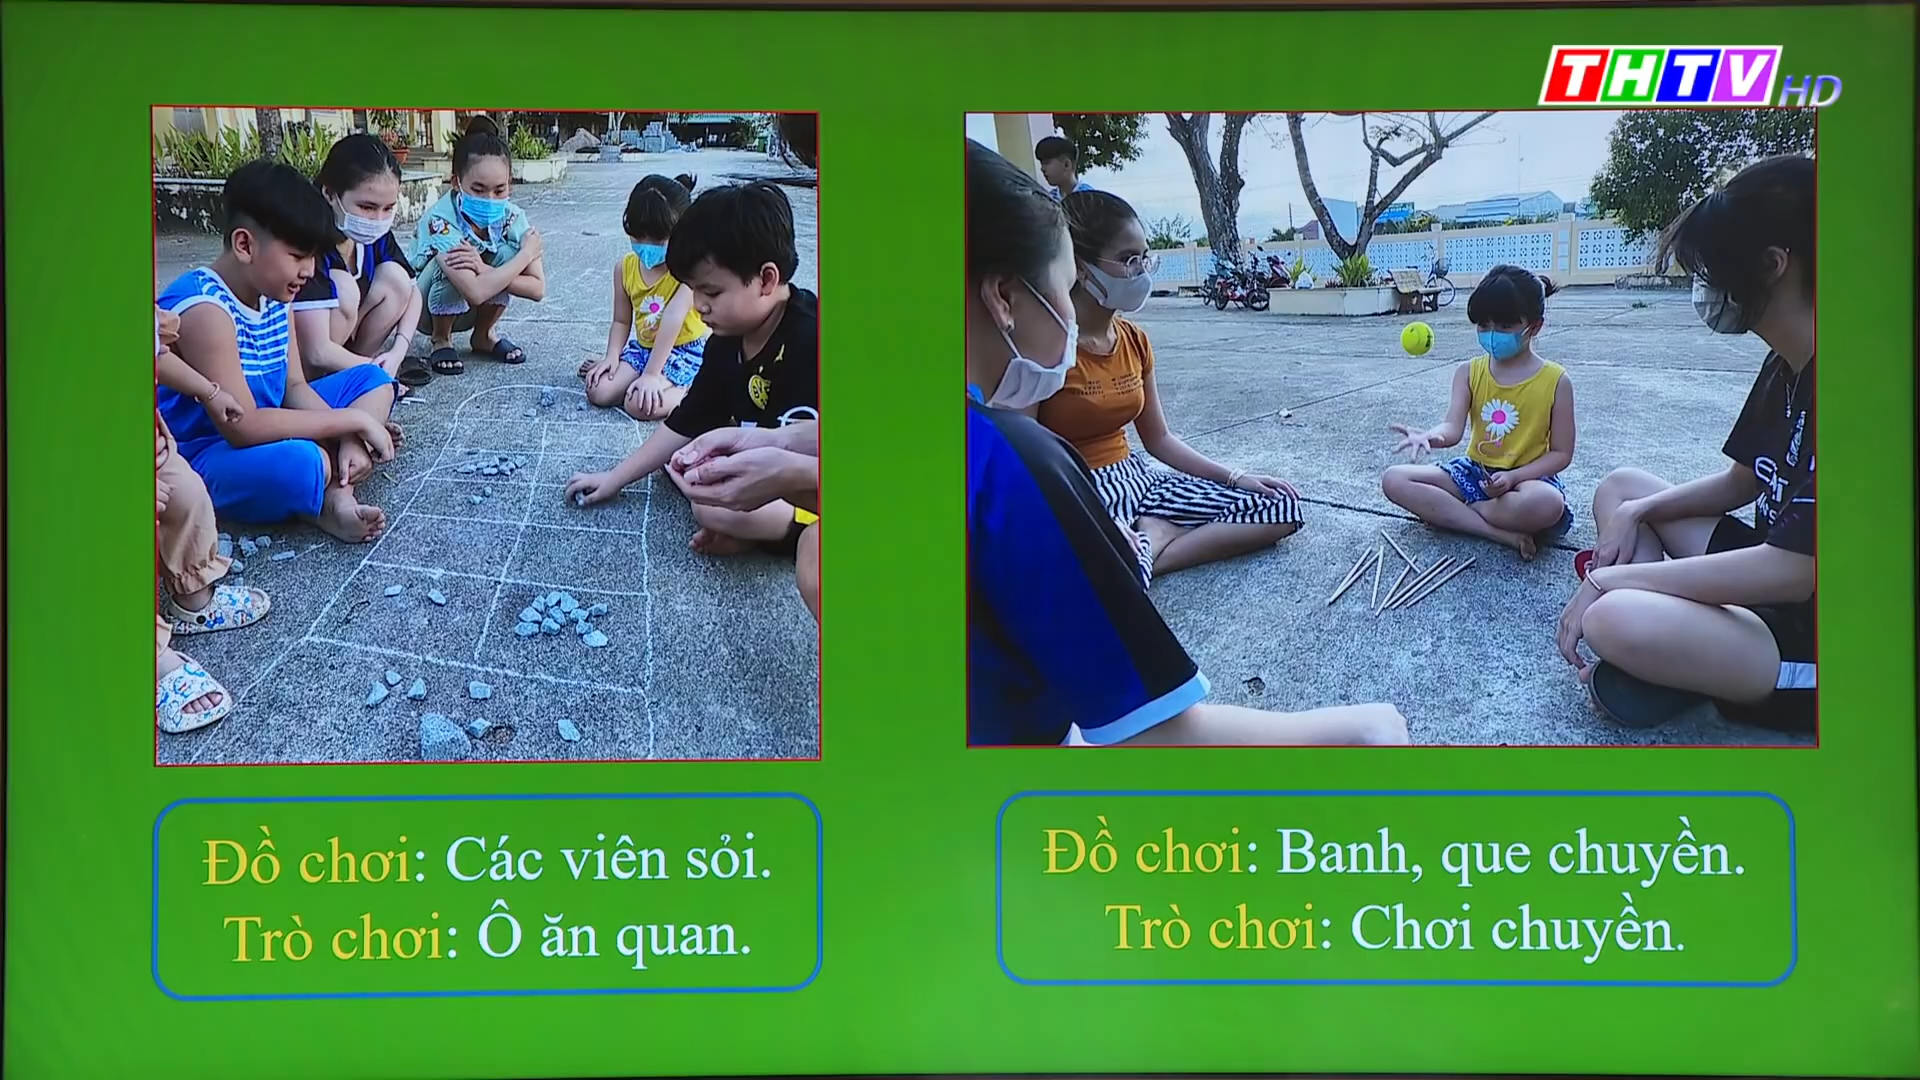 THTV HD
Đồ chơi: Các viên sỏi.
Trò chơi: Ô ăn quan.
Đồ chơi: Banh, que chuyền.
Trò chơi: Chơi chuyền.